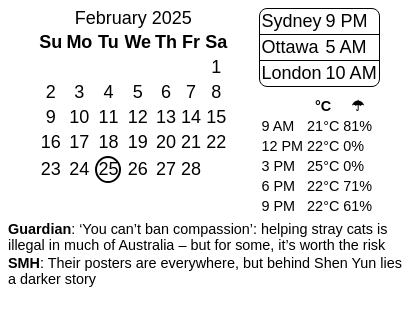 February 2025
Su Mo Tu We Th Fr Sa
1
2 3 4 5 6 7 8
9 10 11 12 13 14 15
16 17 18 19 20 21 22
23 24 25 26 27 28
Sydney 9 PM
Ottawa 5 AM
London 10 AM
°C ☂
9 AM 21°C 81%
12 PM 22°C 0%
3 PM 25°C 0%
6 PM 22°C 71%
9 PM 22°C 61%
Guardian: ‘You can’t ban compassion’: helping stray cats is
illegal in much of Australia – but for some, it’s worth the risk
SMH: Their posters are everywhere, but behind Shen Yun lies
a darker story